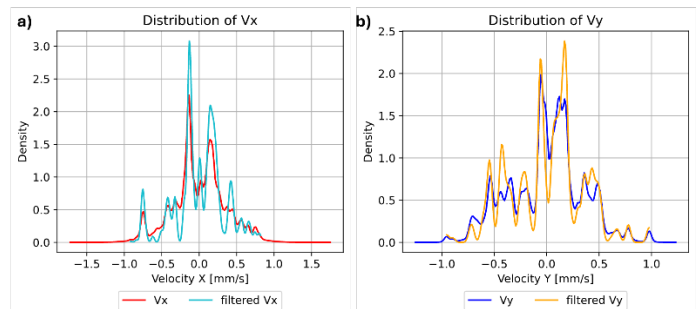 a)
Distribution of Vx
3.0
2.5
2.0
1.5
1.0
0.5
0.0
Density
−1.5 −1.0 −0.5 0.0 0.5 1.0 1.5
Velocity X [mm/s]
Vx filtered Vx
b)
Distribution of Vy
2.5
2.0
1.5
1.0
0.5
0.0
Density
−1.0 −0.5 0.0 0.5 1.0
Velocity Y [mm/s]
Vy filtered Vy